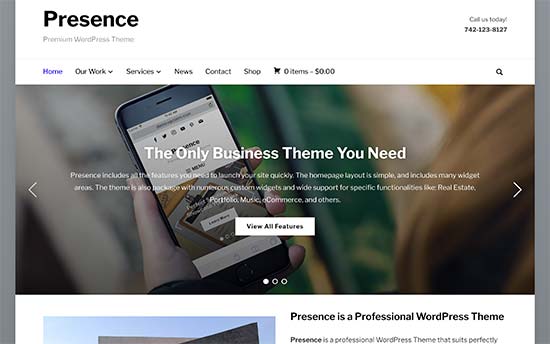 Presence
Premium WordPress Theme
Call us today!
742-123-8127
Home Our Work Services News Contact Shop 0 items – $0.00
Presence
The Only Business Theme You Need
Presence includes all the features you need to launch your site quickly. The homepage layout is simple, and includes many widget
areas. The theme is also package with numerous custom widgets and wide support for specific functionalities like: Real Estate,
Portfolio, Music, eCommerce, and others.
Learn More
View All Features
Presence is a Professional WordPress Theme
Presence is a professional WordPress Theme that suits perfectly